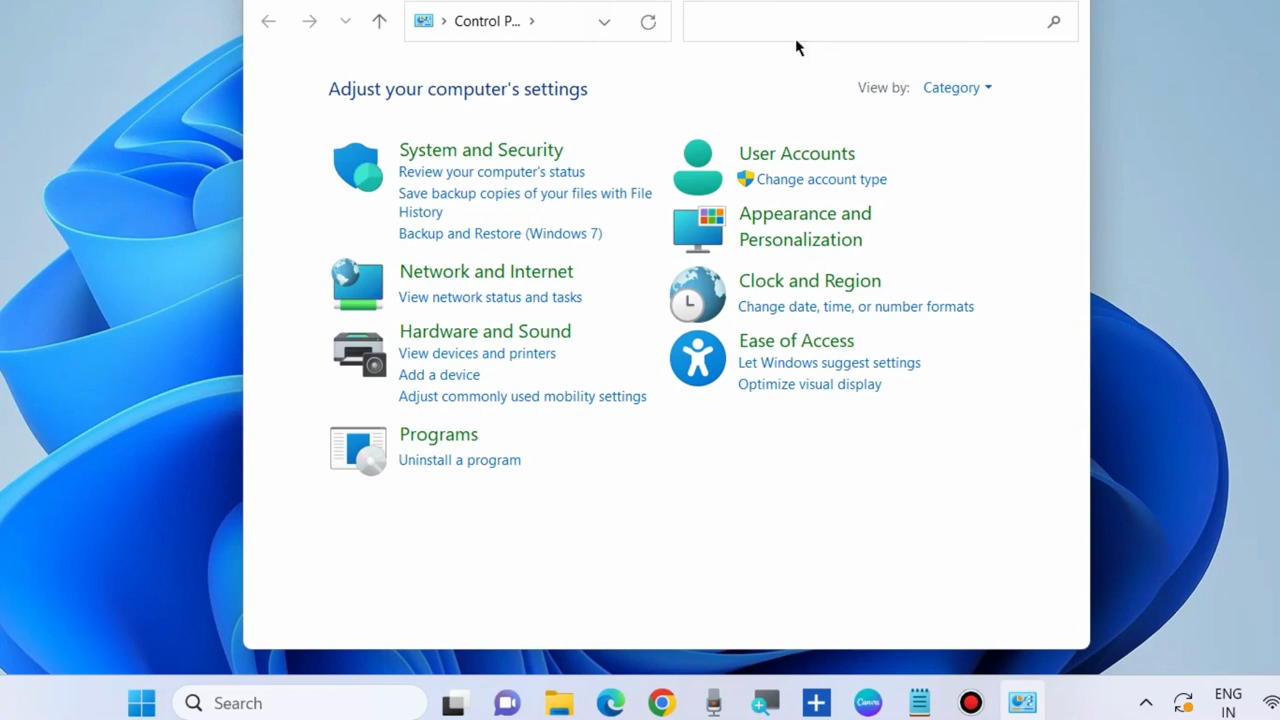 Control P...
Adjust your computer's settings
View by: Category
System and Security
Review your computer's status
Save backup copies of your files with File
History
Backup and Restore (Windows 7)
Network and Internet
View network status and tasks
Hardware and Sound
View devices and printers
Add a device
Adjust commonly used mobility settings
Programs
Uninstall a program
User Accounts
Change account type
Appearance and
Personalization
Clock and Region
Change date, time, or number formats
Ease of Access
Let Windows suggest settings
Optimize visual display
Search
Canva
ENG
IN